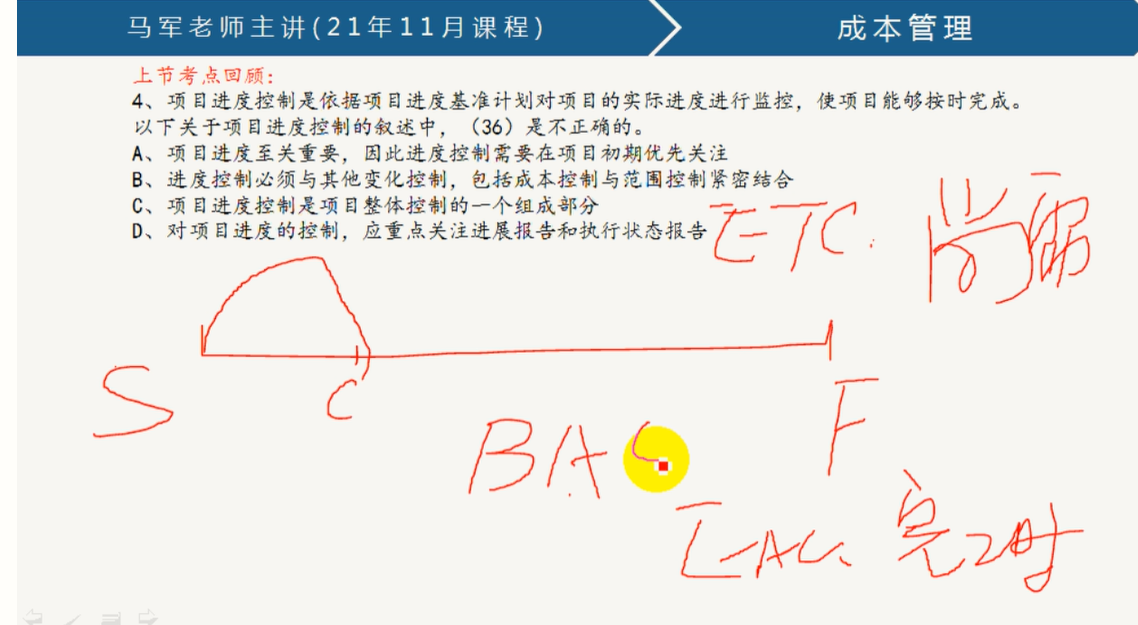 马军老师主讲(21年11月课程)
成本管理
上节考点回顾：
4、项目进度控制是依据项目进度基准计划对项目的实际进度进行监控，使项目能够按时完成。
以下关于项目进度控制的叙述中，（36）是不正确的。
A、项目进度至关重要，因此进度控制需要在项目初期优先关注
B、进度控制必须与其他变化控制，包括成本控制与范围控制紧密结合
C、项目进度控制是项目整体控制的一个组成部分
D、对项目进度的控制，应重点关注进展报告和执行状态报告
ETC. 尚需
S
C
F
BAC
EAC 完工时